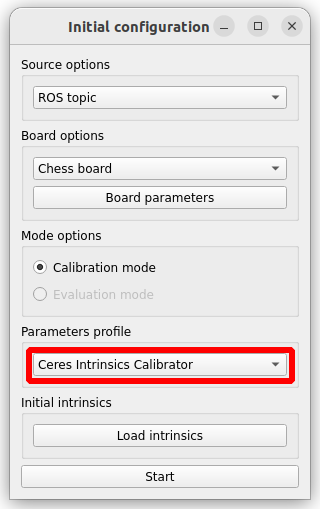 Initial configuration
Source options
ROS topic
Board options
Chess board
Board parameters
Mode options
Calibration mode
Evaluation mode
Parameters profile
Ceres Intrinsics Calibrator
Initial intrinsics
Load intrinsics
Start